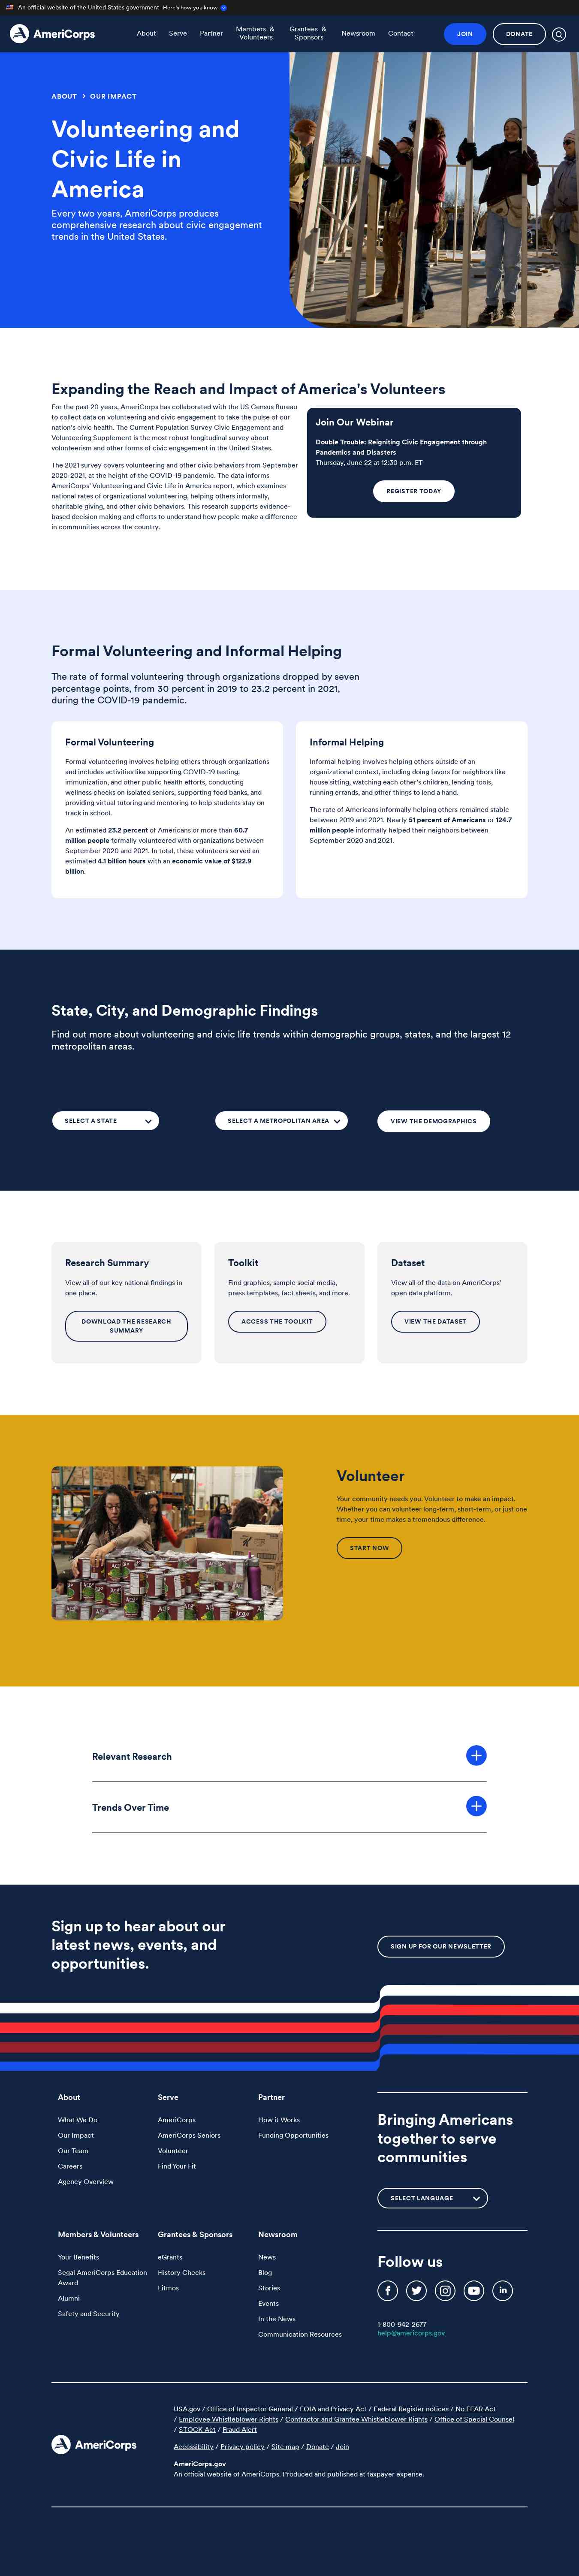 An official website of the United States government Here's how you know
AmeriCorps
About
Serve
Partner
Members &
Volunteers
Grantees &
Sponsors
Newsroom
Contact
JOIN
DONATE
ABOUT > OUR IMPACT
Volunteering and
Civic Life in
America
Every two years, AmeriCorps produces
comprehensive research about civic engagement
trends in the United States.
Expanding the Reach and Impact of America's Volunteers
For the past 20 years, AmeriCorps has collaborated with the US Census Bureau
to collect data on volunteering and civic engagement to take the pulse of our
nation's civic health. The Current Population Survey Civic Engagement and
Volunteering Supplement is the most robust longitudinal survey about
volunteerism and other forms of civic engagement in the United States.
The 2021 survey covers volunteering and other civic behaviors from September
2020-2021, at the height of the COVID-19 pandemic. The data informs
AmeriCorps' Volunteering and Civic Life in America report, which examines
national rates of organizational volunteering, helping others informally,
charitable giving, and other civic behaviors. This research supports evidence-
based decision making and efforts to understand how people make a difference
in communities across the country.
Join Our Webinar
Double Trouble: Reigniting Civic Engagement through
Pandemics and Disasters
Thursday, June 22 at 12:30 p.m. ET
REGISTER TODAY
Formal Volunteering and Informal Helping
The rate of formal volunteering through organizations dropped by seven
percentage points, from 30 percent in 2019 to 23.2 percent in 2021,
during the COVID-19 pandemic.
Formal Volunteering
Formal volunteering involves helping others through organizations
and includes activities like supporting COVID-19 testing,
immunization, and other public health efforts, conducting
wellness checks on isolated seniors, supporting food banks, and
providing virtual tutoring and mentoring to help students stay on
track in school.
An estimated 23.2 percent of Americans or more than 60.7
million people formally volunteered with organizations between
September 2020 and 2021. In total, these volunteers served an
estimated 4.1 billion hours with an economic value of $122.9
billion.
Informal Helping
Informal helping involves helping others outside of an
organizational context, including doing favors for neighbors like
house sitting, watching each other's children, lending tools,
running errands, and other things to lend a hand.
The rate of Americans informally helping others remained stable
between 2019 and 2021. Nearly 51 percent of Americans or 124.7
million people informally helped their neighbors between
September 2020 and 2021.
State, City, and Demographic Findings
Find out more about volunteering and civic life trends within demographic groups, states, and the largest 12
metropolitan areas.
SELECT A STATE
SELECT A METROPOLITAN AREA
VIEW THE DEMOGRAPHICS
Research Summary
View all of our key national findings in
one place.
DOWNLOAD THE RESEARCH
SUMMARY
Toolkit
Find graphics, sample social media,
press templates, fact sheets, and more.
ACCESS THE TOOLKIT
Dataset
View all of the data on AmeriCorps'
open data platform.
VIEW THE DATASET
Volunteer
Your community needs you. Volunteer to make an impact.
Whether you can volunteer long-term, short-term, or just one
time, your time makes a tremendous difference.
START NOW
Relevant Research
Trends Over Time
Sign up to hear about our
latest news, events, and
opportunities.
SIGN UP FOR OUR NEWSLETTER
About
What We Do
Our Impact
Our Team
Careers
Agency Overview
Serve
AmeriCorps
AmeriCorps Seniors
Volunteer
Find Your Fit
Partner
How it Works
Funding Opportunities
Bringing Americans
together to serve
communities
SELECT LANGUAGE
Members & Volunteers
Your Benefits
Segal AmeriCorps Education
Award
Alumni
Safety and Security
Grantees & Sponsors
eGrants
History Checks
Litmos
Newsroom
News
Blog
Stories
Events
In the News
Communication Resources
Follow us
1-800-942-2677
help@americorps.gov
AmeriCorps
USA.gov / Office of Inspector General / FOIA and Privacy Act / Federal Register notices / No FEAR Act
/ Employee Whistleblower Rights / Contractor and Grantee Whistleblower Rights / Office of Special Counsel
/ STOCK Act / Fraud Alert
Accessibility / Privacy policy / Site map / Donate / Join
AmeriCorps.gov
An official website of AmeriCorps. Produced and published at taxpayer expense.